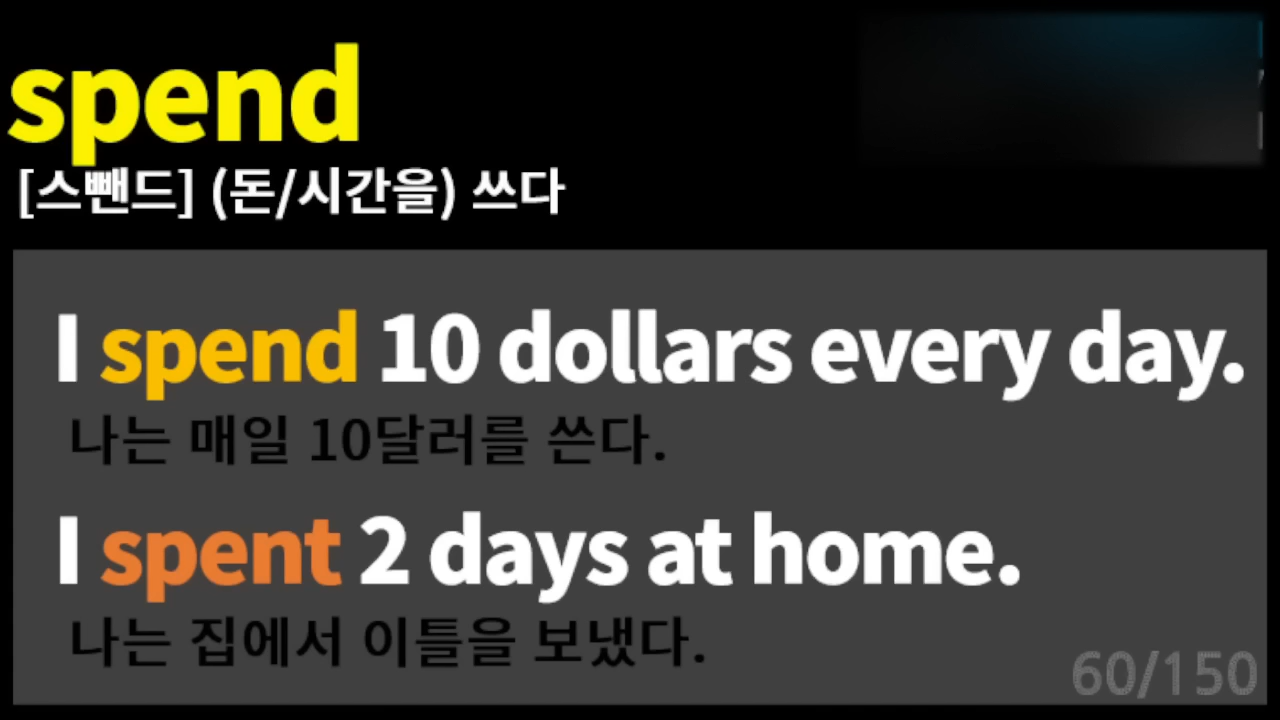 spend
[스뺀드] (돈/시간을) 쓰다
I spend 10 dollars every day.
나는 매일 10달러를 쓴다.
I spent 2 days at home.
나는 집에서 이틀을 보냈다.
60/150